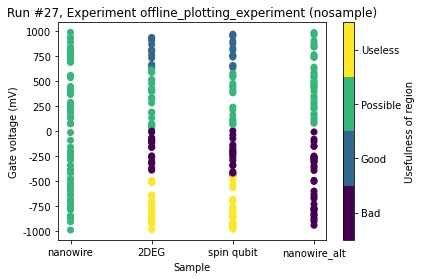 Run #27, Experiment offline_plotting_experiment (nosample)
Gate voltage (mV)
1000
750
500
250
0
-250
-500
-750
-1000
nanowire
2DEG
spin qubit
nanowire_alt
Sample
Useless
Possible
Good
Bad
Usefulness of region